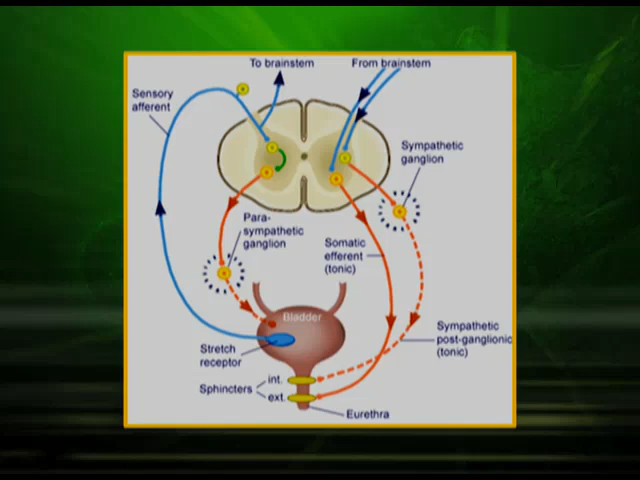 To brainstem
From brainstem
Sensory
afferent
Sympathetic
ganglion
Para-
sympathetic
ganglion
Somatic
efferent
(tonic)
Bladder
Sympathetic
post-ganglionic
(tonic)
Stretch
receptor
int.
Sphincters
ext.
Eurethra